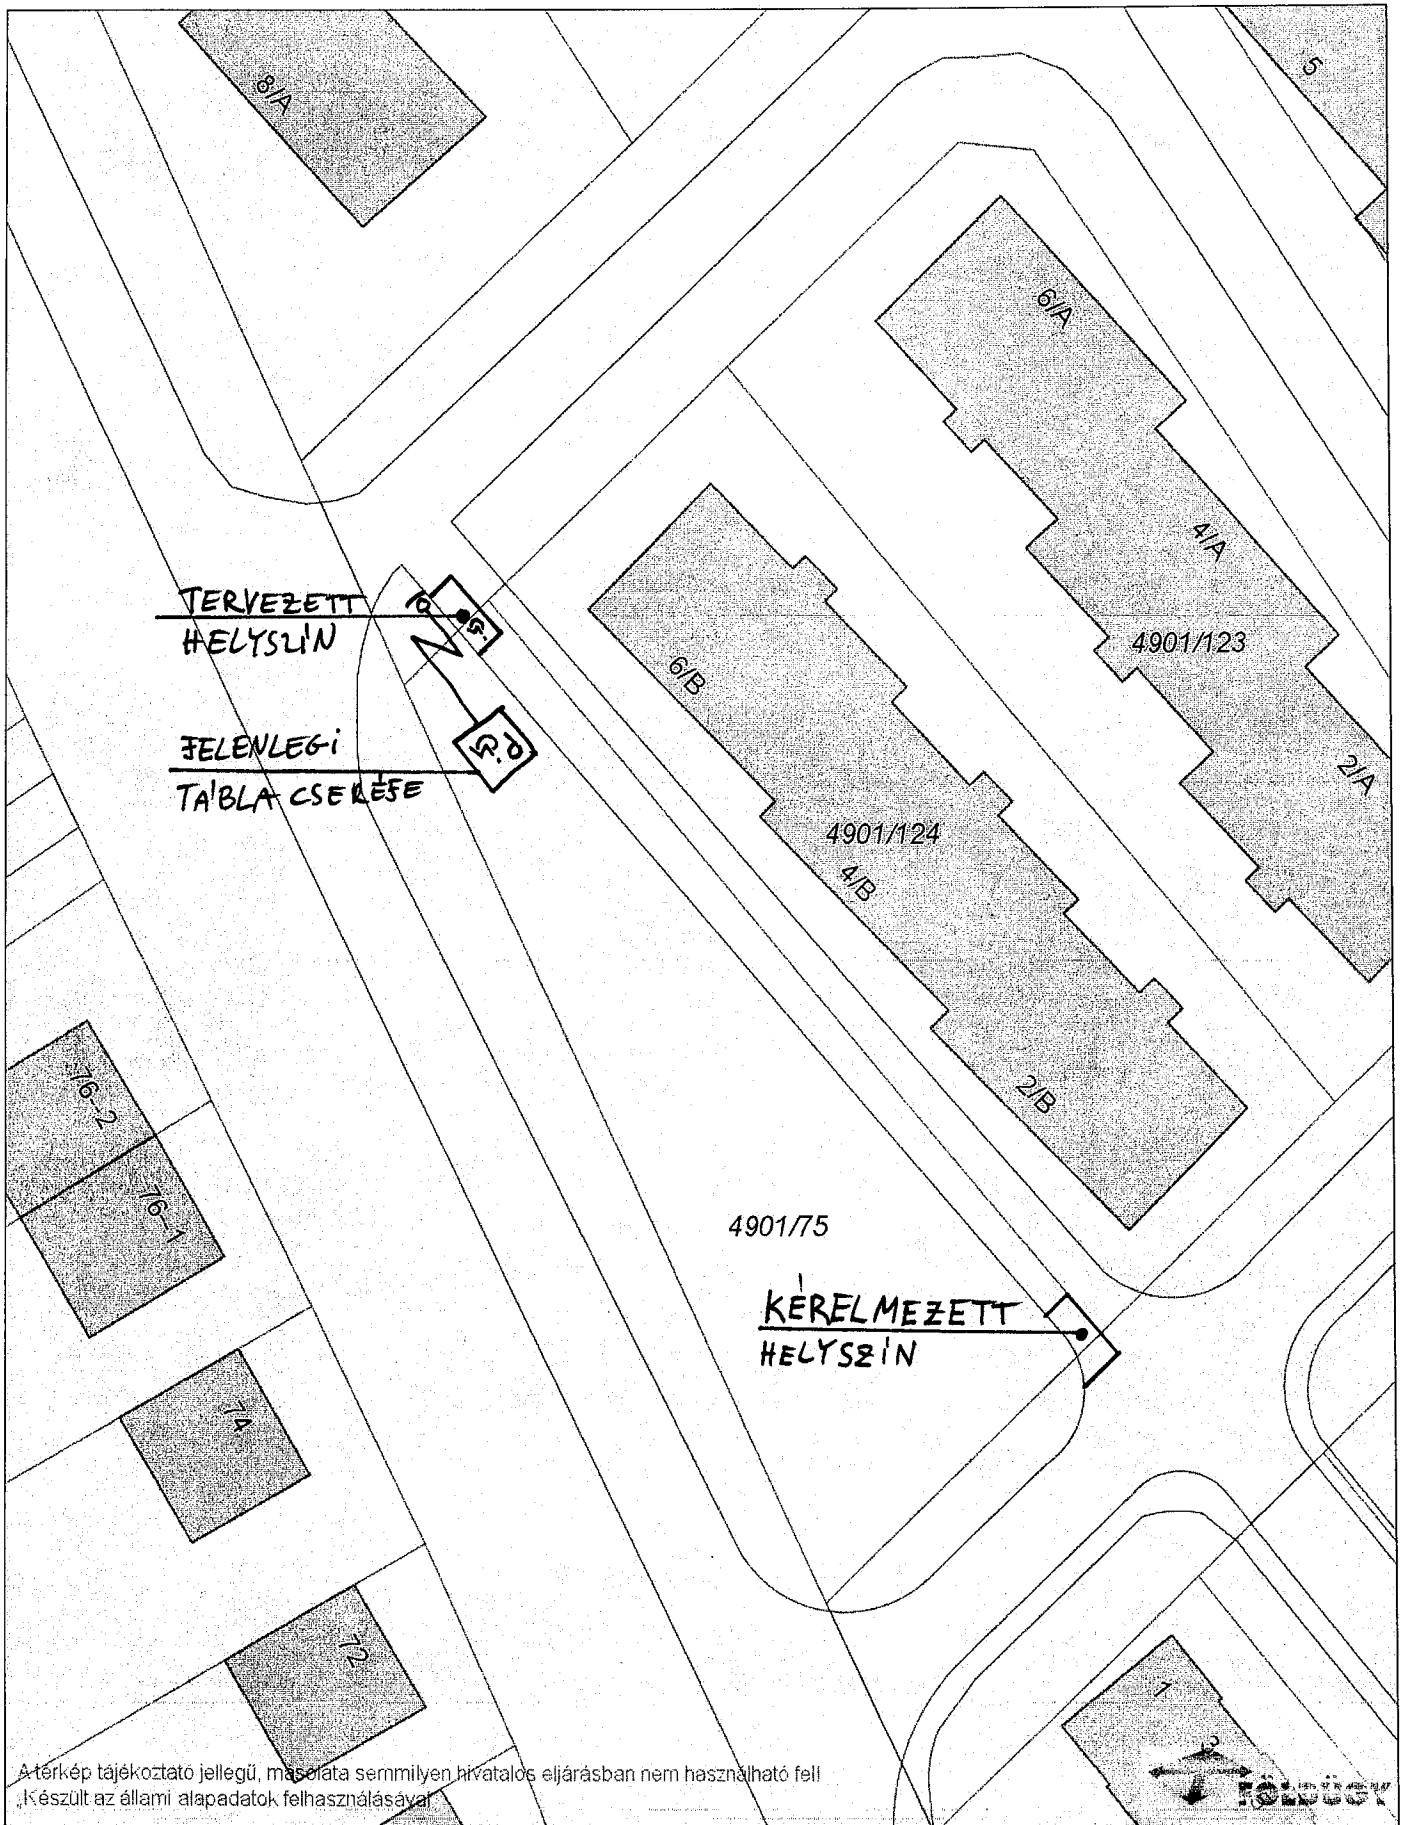 8/A
5
6/A
4/A
TERVEZETT
HELYSZÍN
4901/123
6/B
JELENLEGi
TÁBLA CSERÉJE
2/A
4901/124
4/B
76--2
2/B
76--1
4901/75
KÉRELMEZETT
HELYSZÍN
74
72
1
A térkép tájékoztató jellegű, másolata semmilyen hivatalos eljárásban nem használható fel!
„Készült az állami alapadatok felhasználásával"
FÖLDÜGY